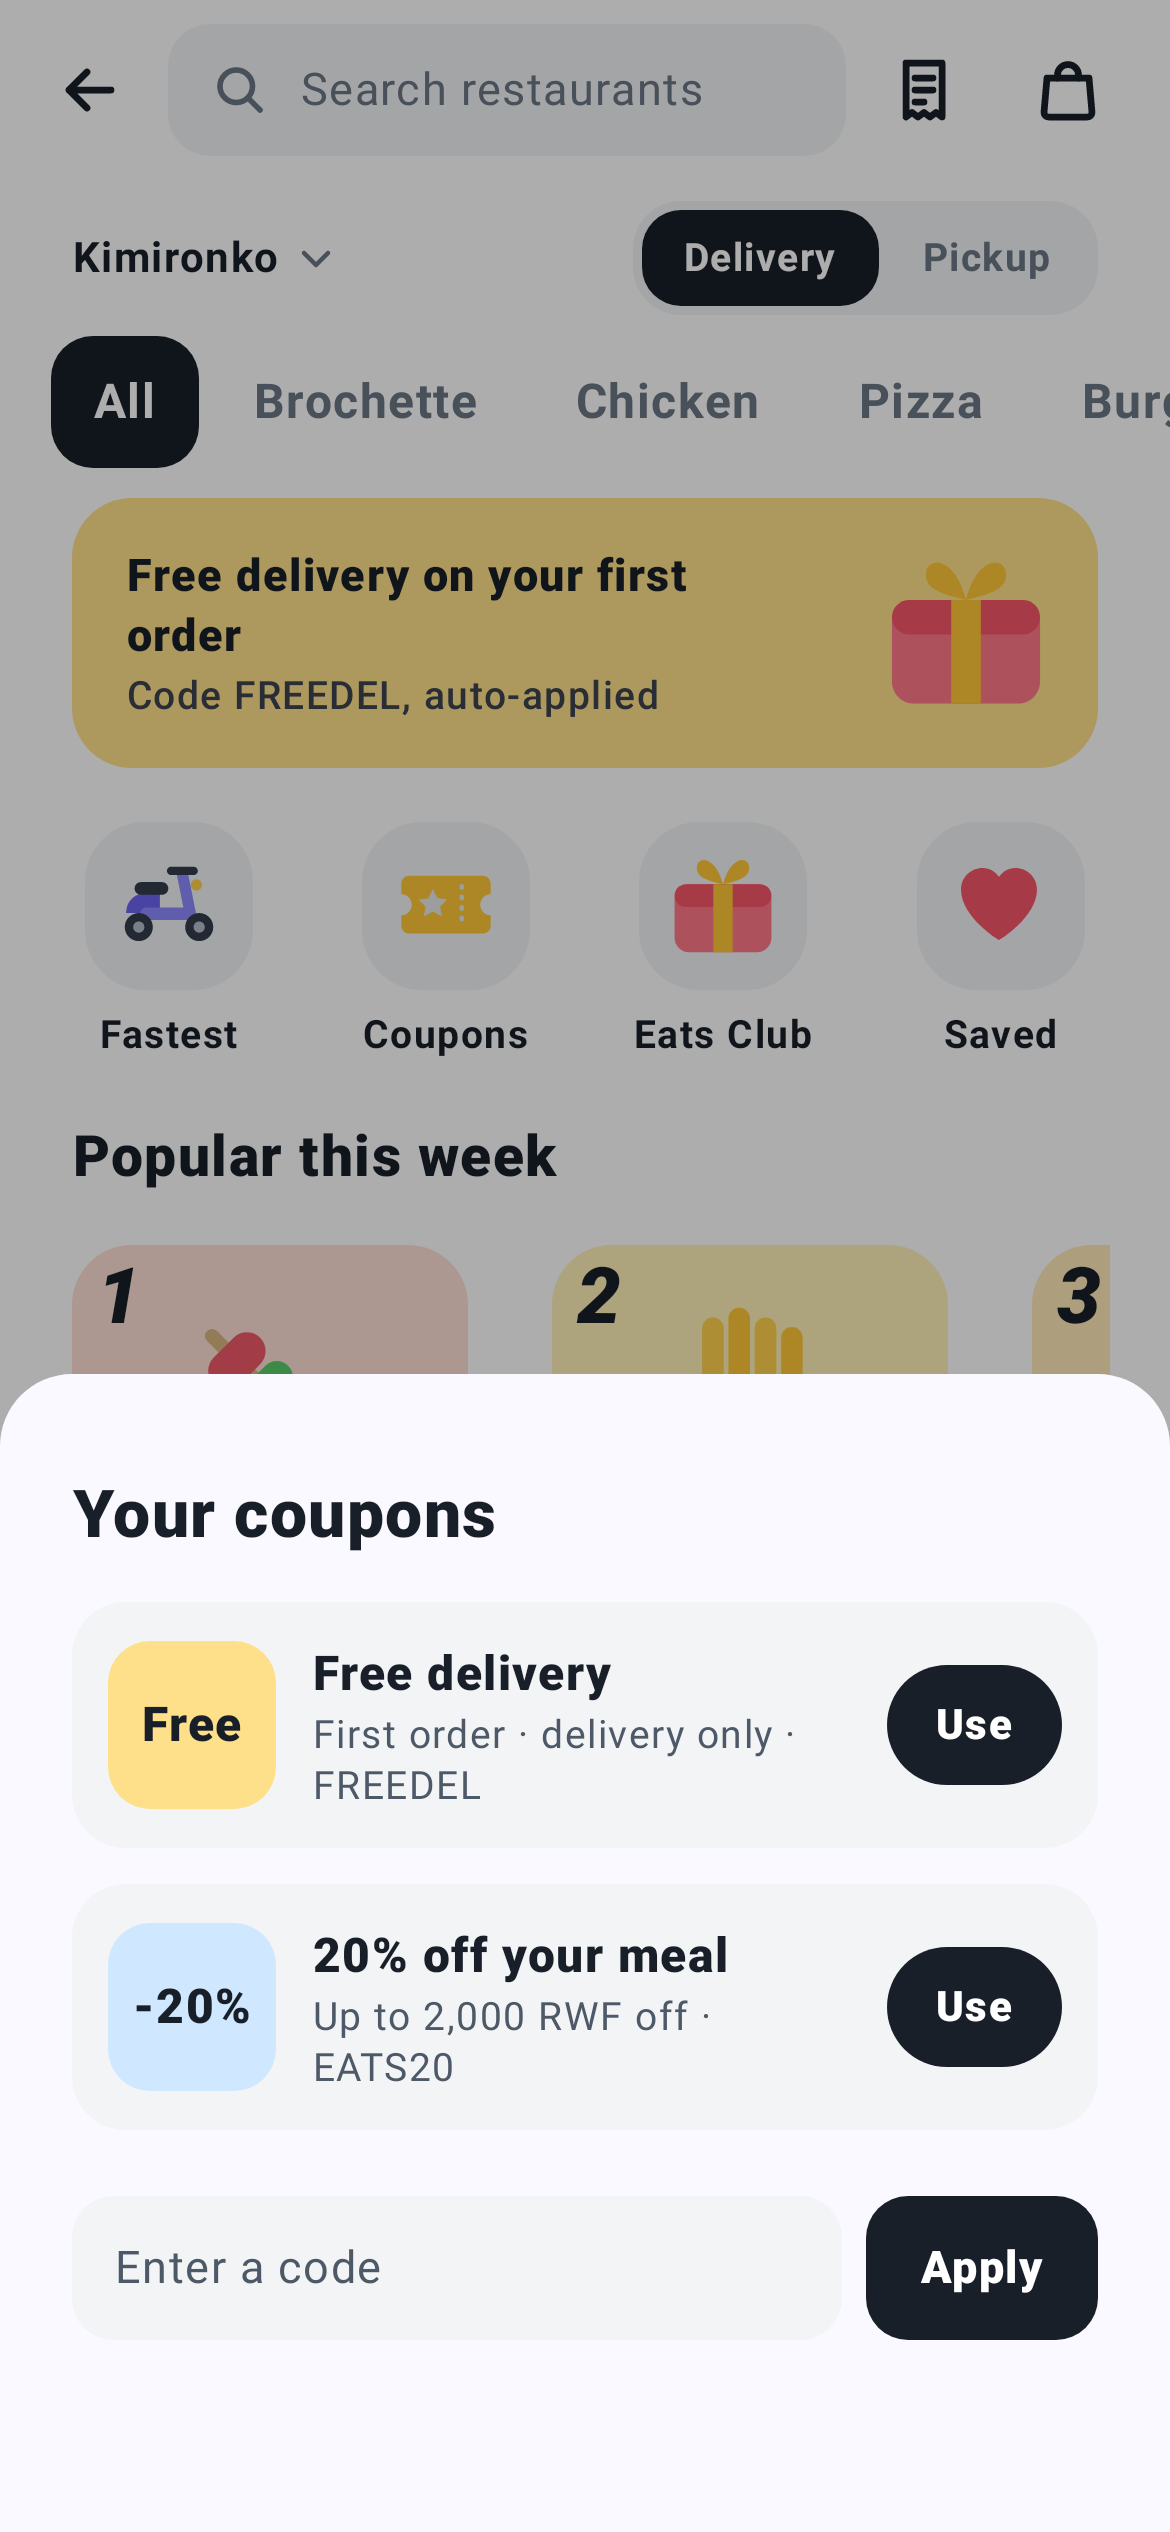 Search restaurants
Kimironko
Delivery
Pickup
All
Brochette
Chicken
Pizza
Free delivery on your first
order
Code FREEDEL, auto-applied
Fastest
Coupons
Eats Club
Saved
Popular this week
1
2
3
Your coupons
Free
Free delivery
First order · delivery only ·
FREEDEL
Use
-20%
20% off your meal
Up to 2,000 RWF off ·
EATS20
Use
Enter a code
Apply